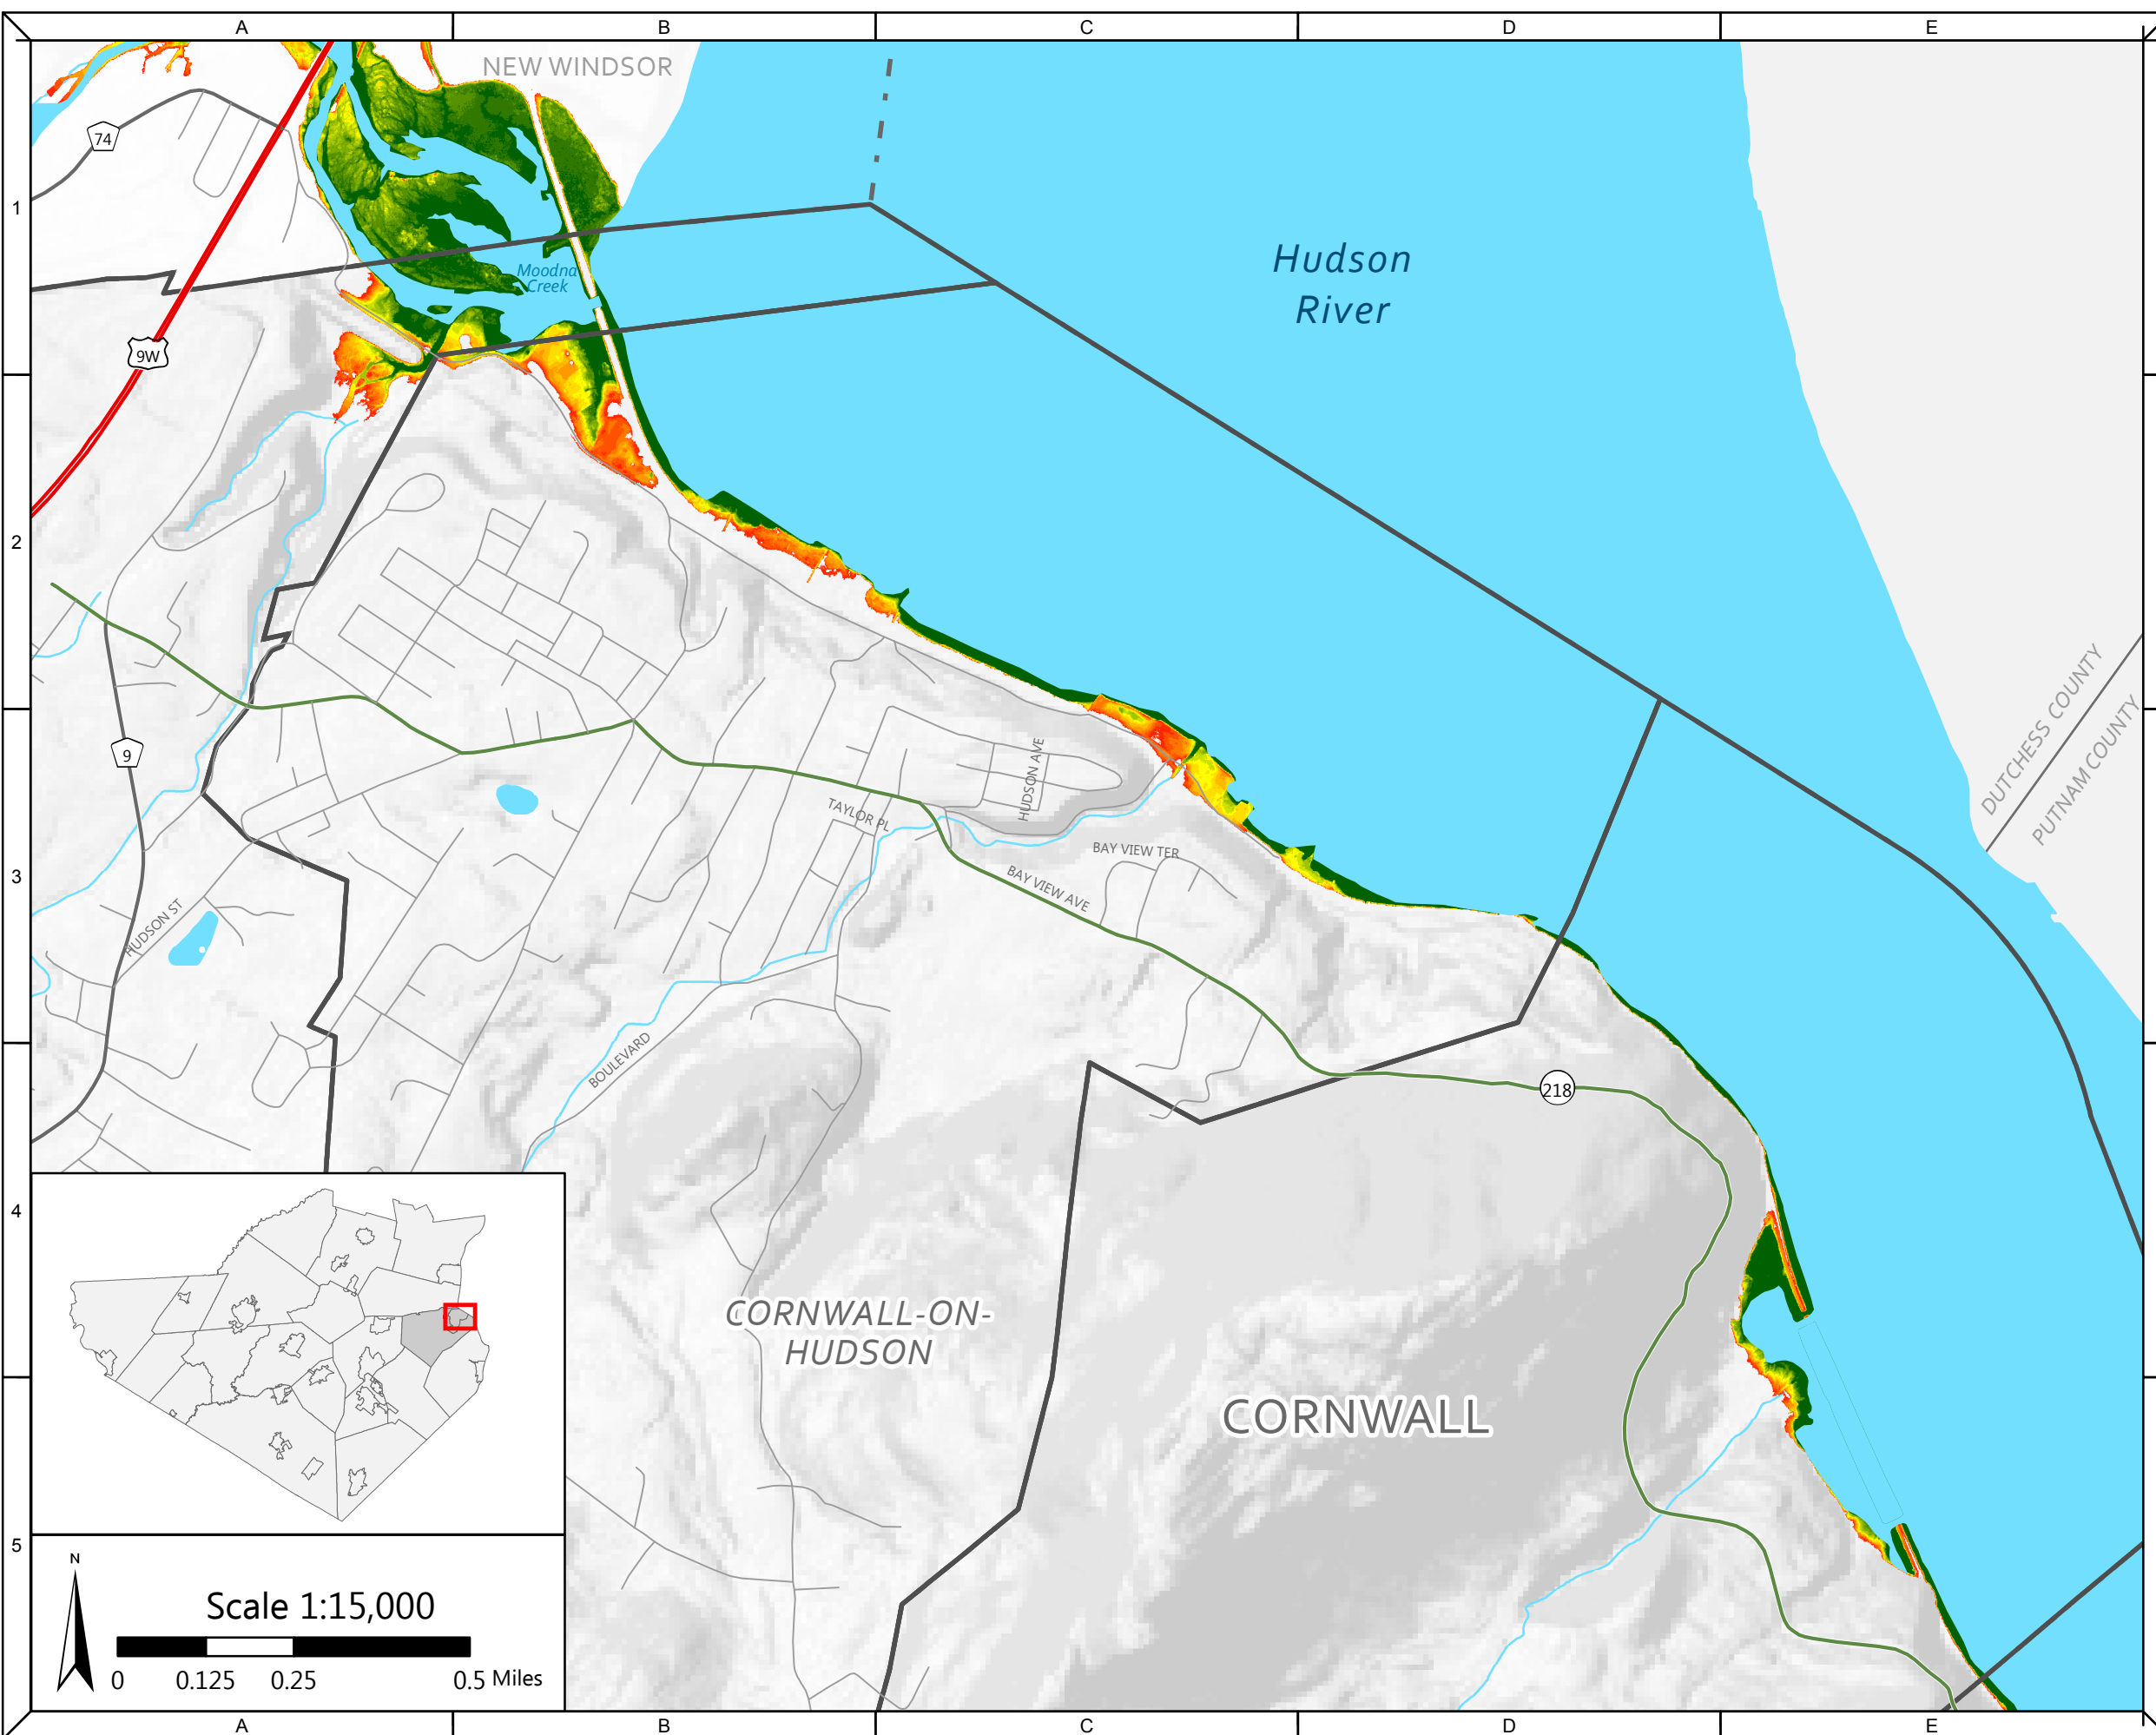 A B C D E
NEW WINDSOR
74
1
Hudson
River
Moodna
Creek
9W
2
DUTCHESS COUNTY
PUTNAM COUNTY
9
HUDSON AVE
TAYLOR PL
BAY VIEW TER
3
BAY VIEW AVE
HUDSON ST
BOULEVARD
218
4
CORNWALL-ON-
HUDSON
CORNWALL
5
N
Scale 1:15,000
0 0.125 0.25 0.5 Miles
A B C D E